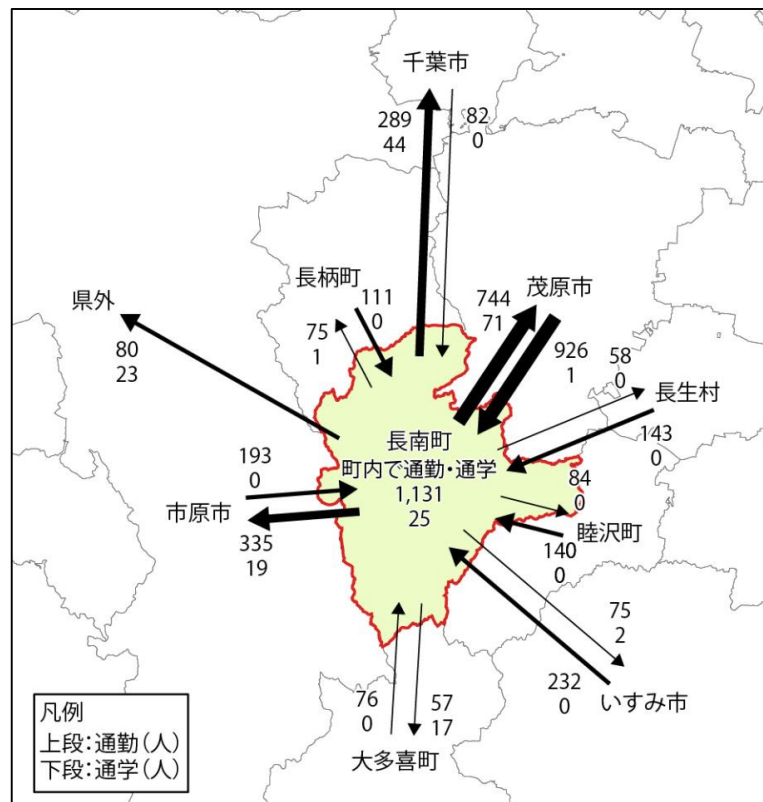 千葉市
289
44
82
0
長柄町
111
0
75
1
県外
80
23
744
71
茂原市
926
1
58
0
長生村
143
0
長南町
町内で通勤・通学
1,131
25
193
0
市原市
335
19
84
0
睦沢町
140
0
75
2
232
0
いすみ市
76
0
57
17
大多喜町
凡例
上段：通勤（人）
下段：通学（人）